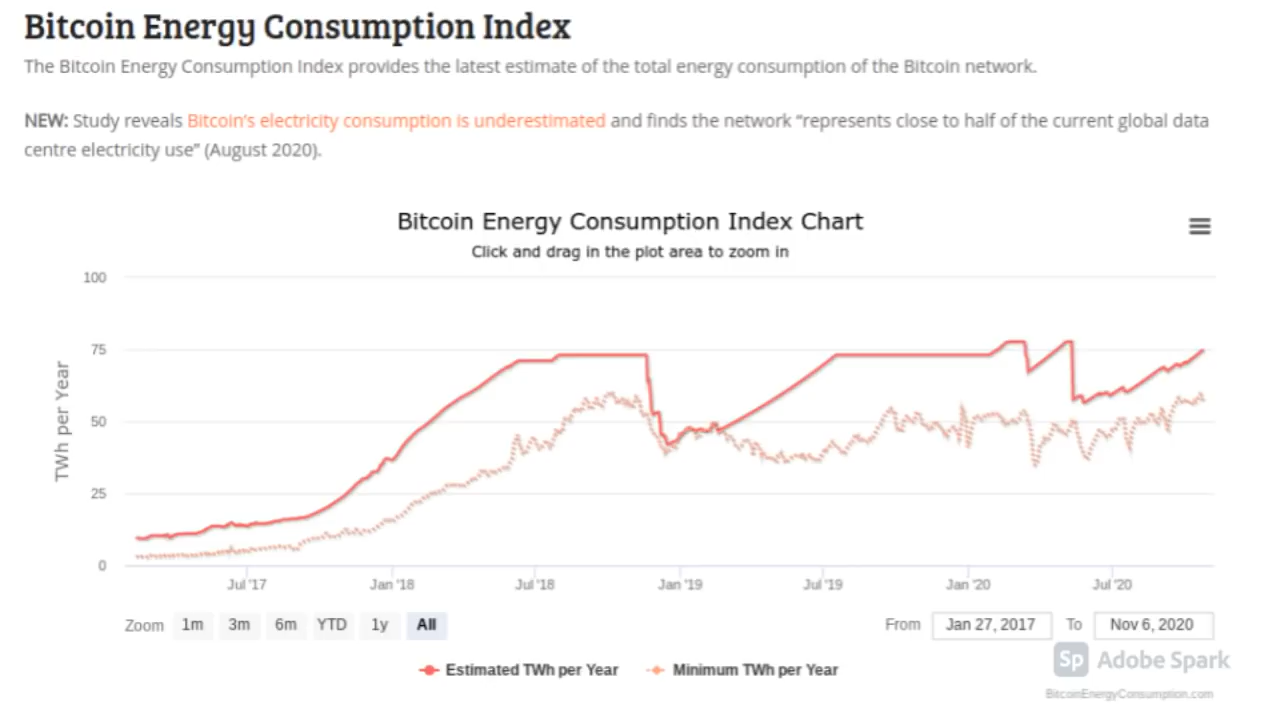 Bitcoin Energy Consumption Index
The Bitcoin Energy Consumption Index provides the latest estimate of the total energy consumption of the Bitcoin network.
NEW: Study reveals Bitcoin's electricity consumption is underestimated and finds the network “represents close to half of the current global data
centre electricity use” (August 2020).
Bitcoin Energy Consumption Index Chart
Click and drag in the plot area to zoom in
TWh per Year
100
75
50
25
0
Jul '17 Jan '18 Jul '18 Jan '19 Jul '19 Jan '20 Jul '20
Zoom 1m 3m 6m YTD 1y All From Jan 27, 2017 To Nov 6, 2020
Estimated TWh per Year Minimum TWh per Year
Sp Adobe Spark
BitcoinEnergyConsumption.com